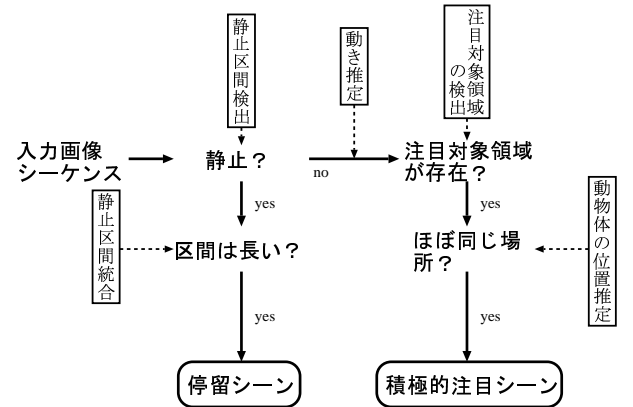 静止区間検出
動き推定
注目対象領域
の検出
入力画像
シーケンス
静止？
no
注目対象領域
が存在？
yes
yes
静止区間統合
区間は長い？
ほぼ同じ場
所？
動物体の位置推定
yes
yes
停留シーン
積極的注目シーン